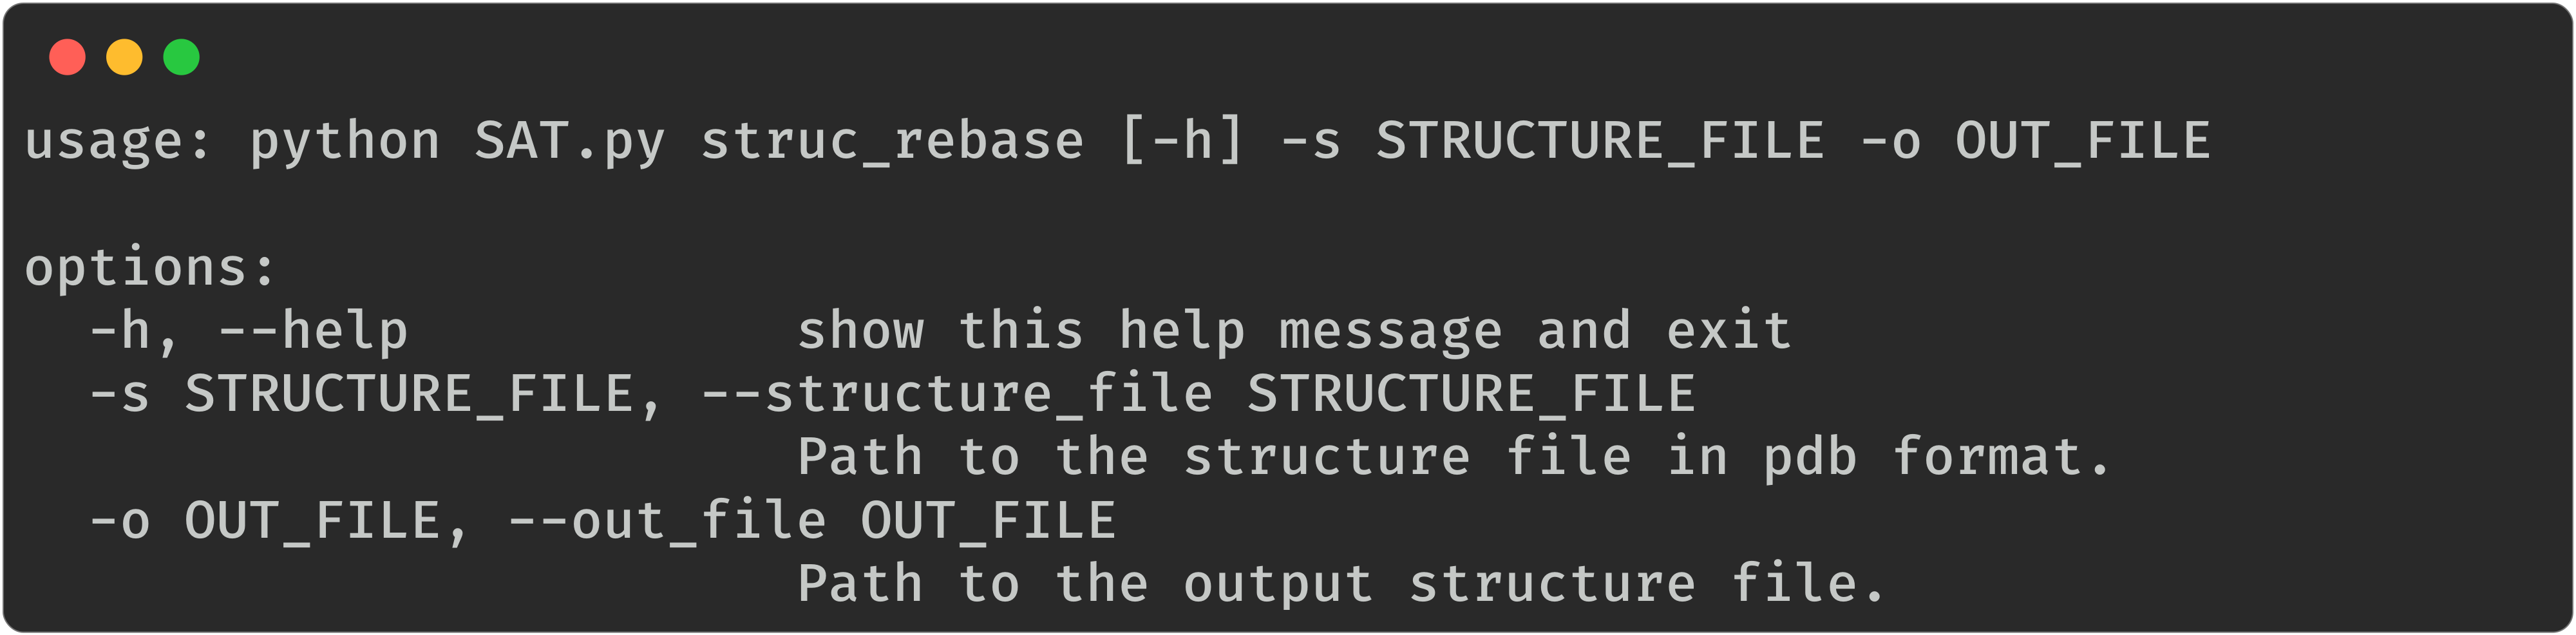 usage: python SAT.py struc_rebase [-h] -s STRUCTURE_FILE -o OUT_FILE

options:
  -h, --help            show this help message and exit
  -s STRUCTURE_FILE, --structure_file STRUCTURE_FILE
                        Path to the structure file in pdb format.
  -o OUT_FILE, --out_file OUT_FILE
                        Path to the output structure file.